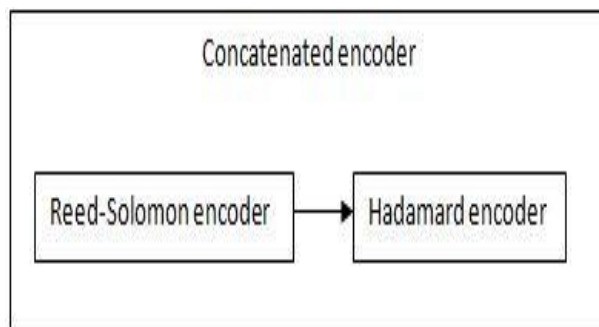 Concatenated encoder
Reed-Solomon encoder
Hadamard encoder